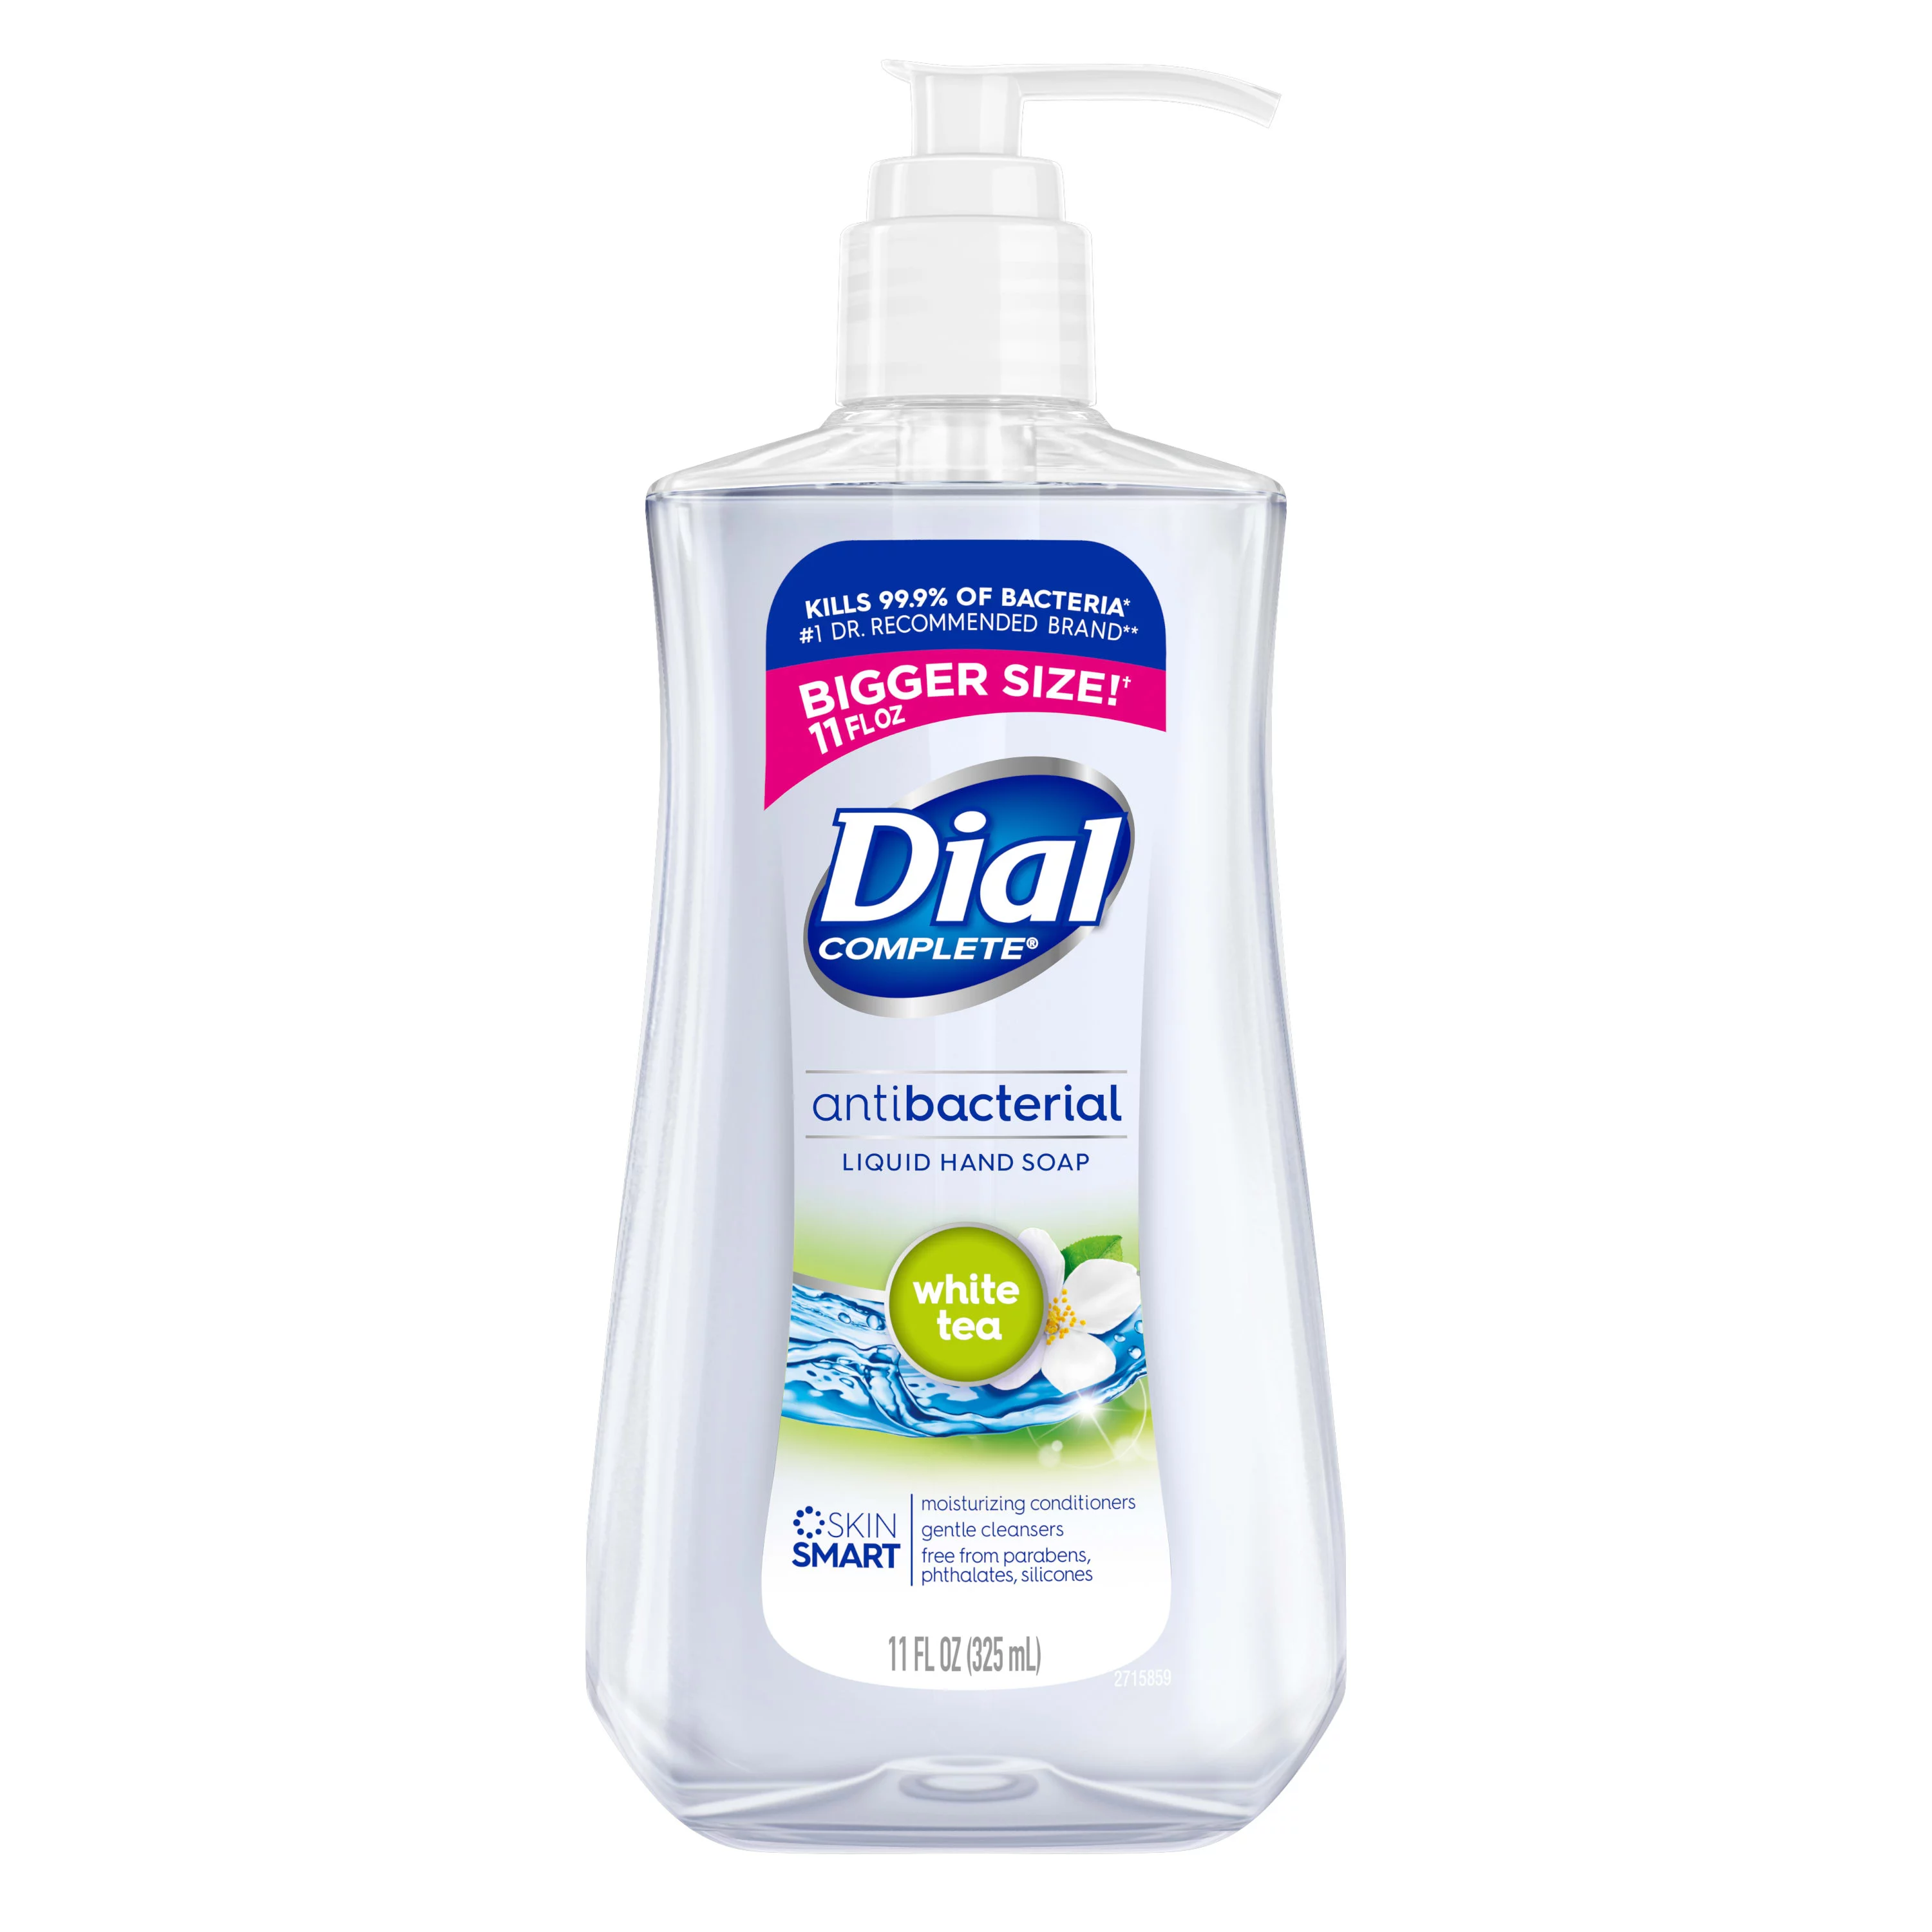 KILLS 99.9% OF BACTERIA*
#1 DR. RECOMMENDED BRAND**
BIGGER SIZE!†
11 FL OZ
Dial
COMPLETE®
antibacterial
LIQUID HAND SOAP
white
tea
SKIN
SMART
moisturizing conditioners
gentle cleansers
free from parabens,
phthalates, silicones
11 FL OZ (325 mL)
2715859